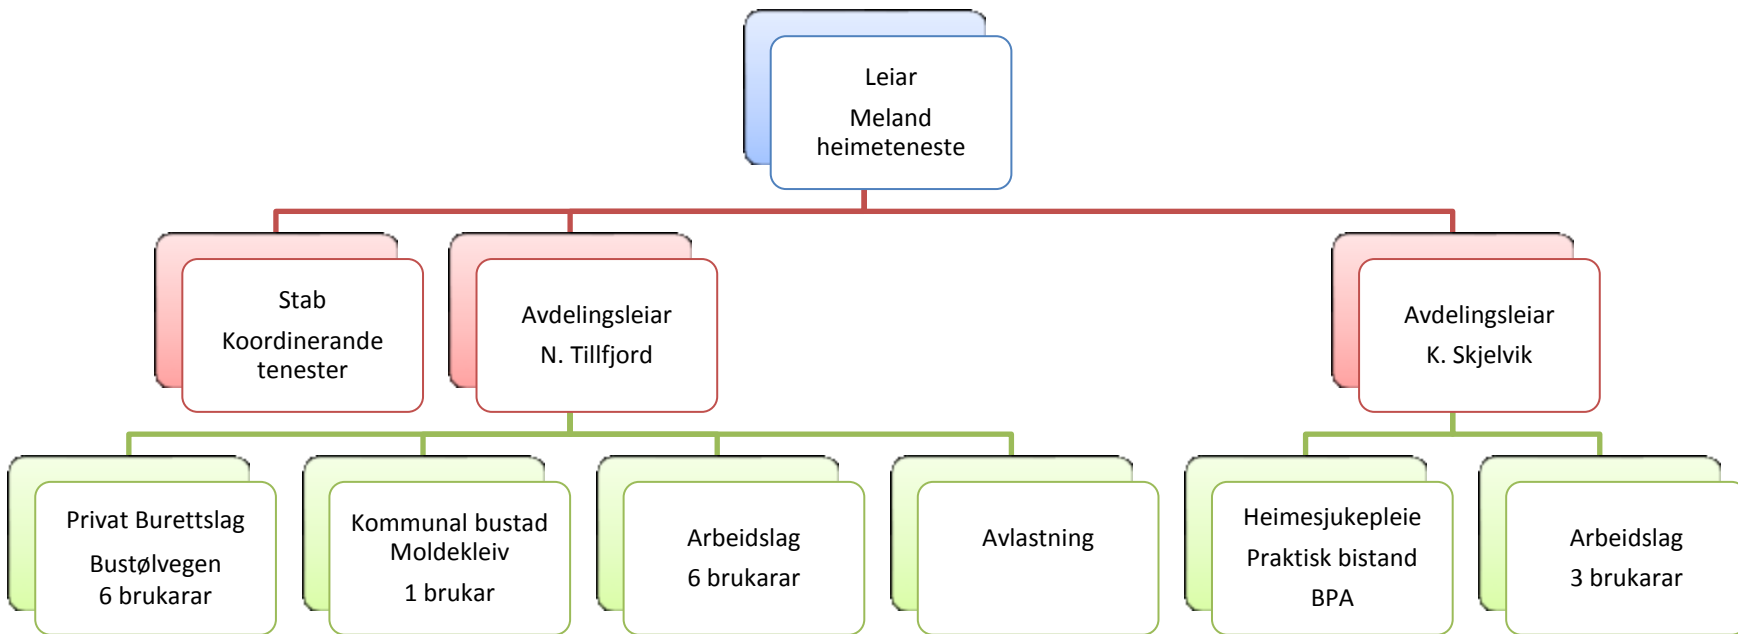 Leiar
Meland
heimeteneste
Stab
Koordinerande
tenester
Avdelingsleiar
N. Tillfjord
Avdelingsleiar
K. Skjelvik
Privat Burettslag
Bustølvegen
6 brukarar
Kommunal bustad
Moldekleiv
1 brukar
Arbeidslag
6 brukarar
Avlastning
Heimesjukepleie
Praktisk bistand
BPA
Arbeidslag
3 brukarar